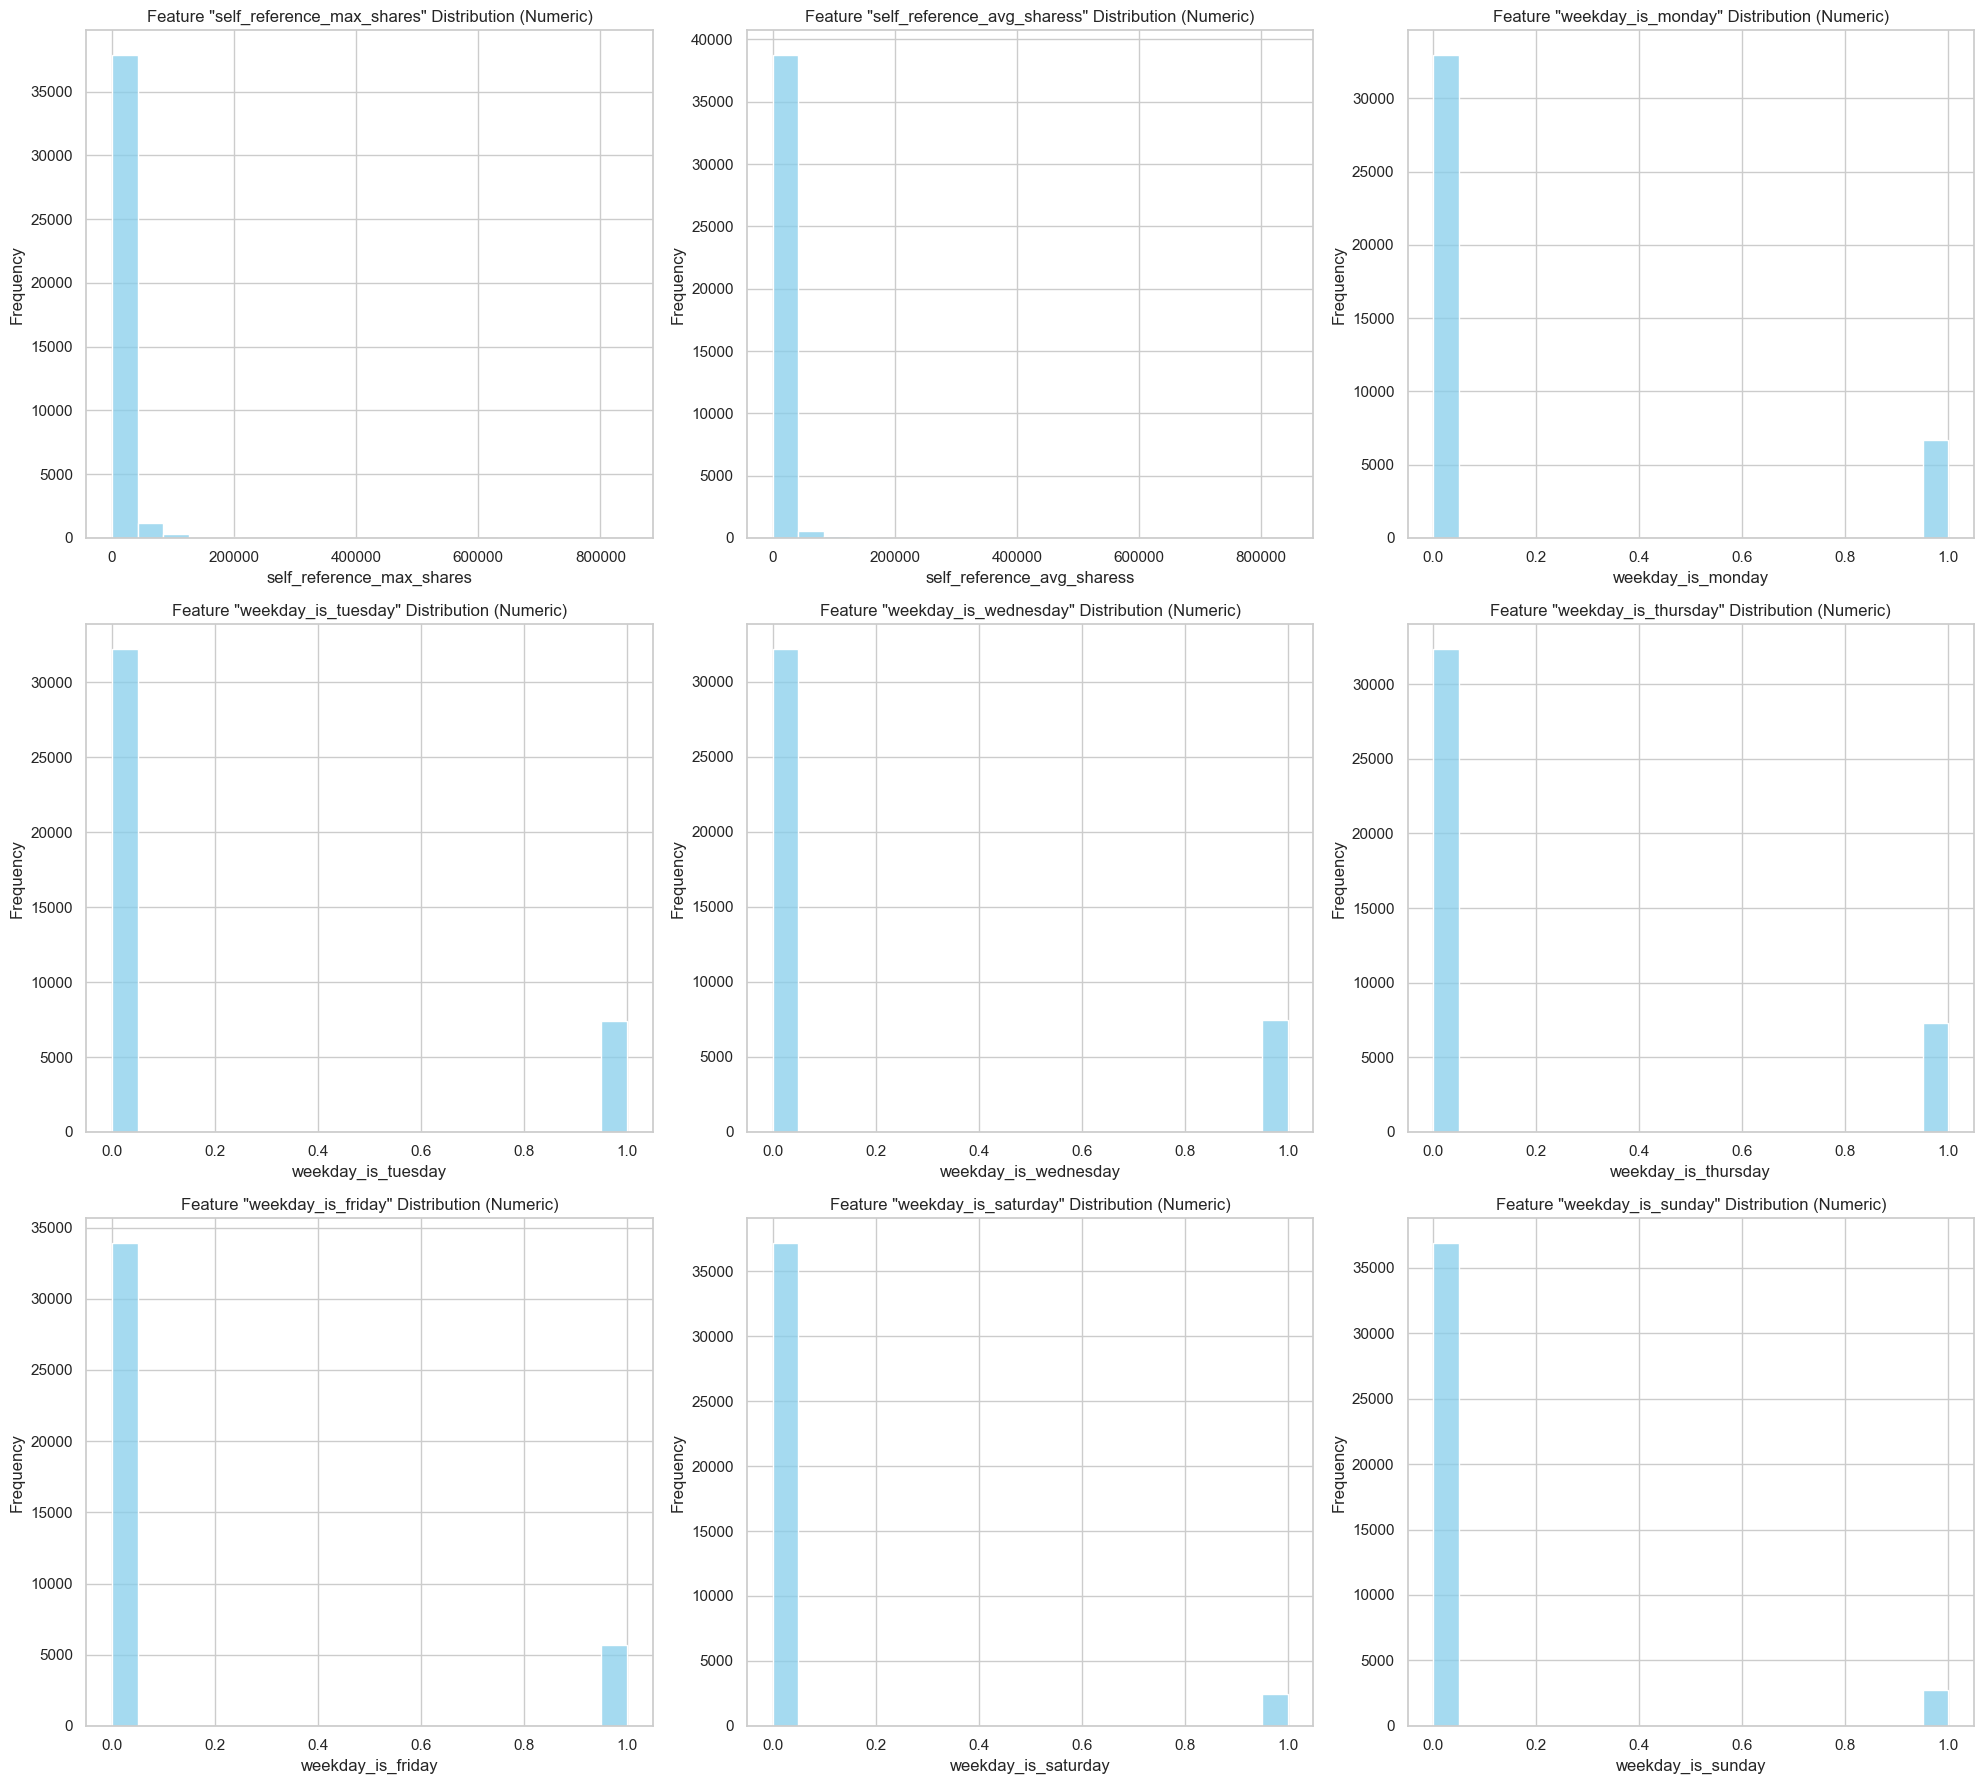 Feature "self_reference_max_shares" Distribution (Numeric)
Frequency
35000
30000
25000
20000
15000
10000
5000
0
0 200000 400000 600000 800000
self_reference_max_shares
Feature "self_reference_avg_sharess" Distribution (Numeric)
Frequency
40000
35000
30000
25000
20000
15000
10000
5000
0
0 200000 400000 600000 800000
self_reference_avg_sharess
Feature "weekday_is_monday" Distribution (Numeric)
Frequency
30000
25000
20000
15000
10000
5000
0
0.0 0.2 0.4 0.6 0.8 1.0
weekday_is_monday
Feature "weekday_is_tuesday" Distribution (Numeric)
Frequency
30000
25000
20000
15000
10000
5000
0
0.0 0.2 0.4 0.6 0.8 1.0
weekday_is_tuesday
Feature "weekday_is_wednesday" Distribution (Numeric)
Frequency
30000
25000
20000
15000
10000
5000
0
0.0 0.2 0.4 0.6 0.8 1.0
weekday_is_wednesday
Feature "weekday_is_thursday" Distribution (Numeric)
Frequency
30000
25000
20000
15000
10000
5000
0
0.0 0.2 0.4 0.6 0.8 1.0
weekday_is_thursday
Feature "weekday_is_friday" Distribution (Numeric)
Frequency
35000
30000
25000
20000
15000
10000
5000
0
0.0 0.2 0.4 0.6 0.8 1.0
weekday_is_friday
Feature "weekday_is_saturday" Distribution (Numeric)
Frequency
35000
30000
25000
20000
15000
10000
5000
0
0.0 0.2 0.4 0.6 0.8 1.0
weekday_is_saturday
Feature "weekday_is_sunday" Distribution (Numeric)
Frequency
35000
30000
25000
20000
15000
10000
5000
0
0.0 0.2 0.4 0.6 0.8 1.0
weekday_is_sunday